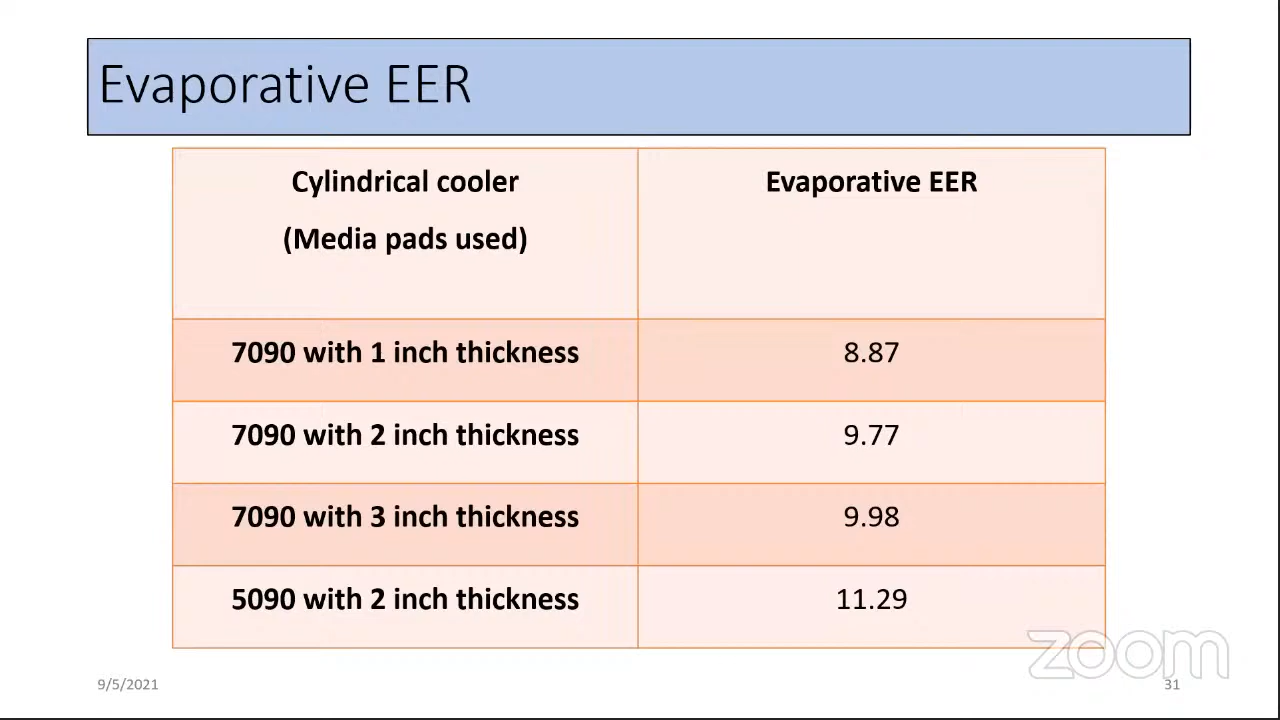 Evaporative EER
Cylindrical cooler
(Media pads used)
Evaporative EER
7090 with 1 inch thickness
8.87
7090 with 2 inch thickness
9.77
7090 with 3 inch thickness
9.98
5090 with 2 inch thickness
11.29
zoom
9/5/2021
31